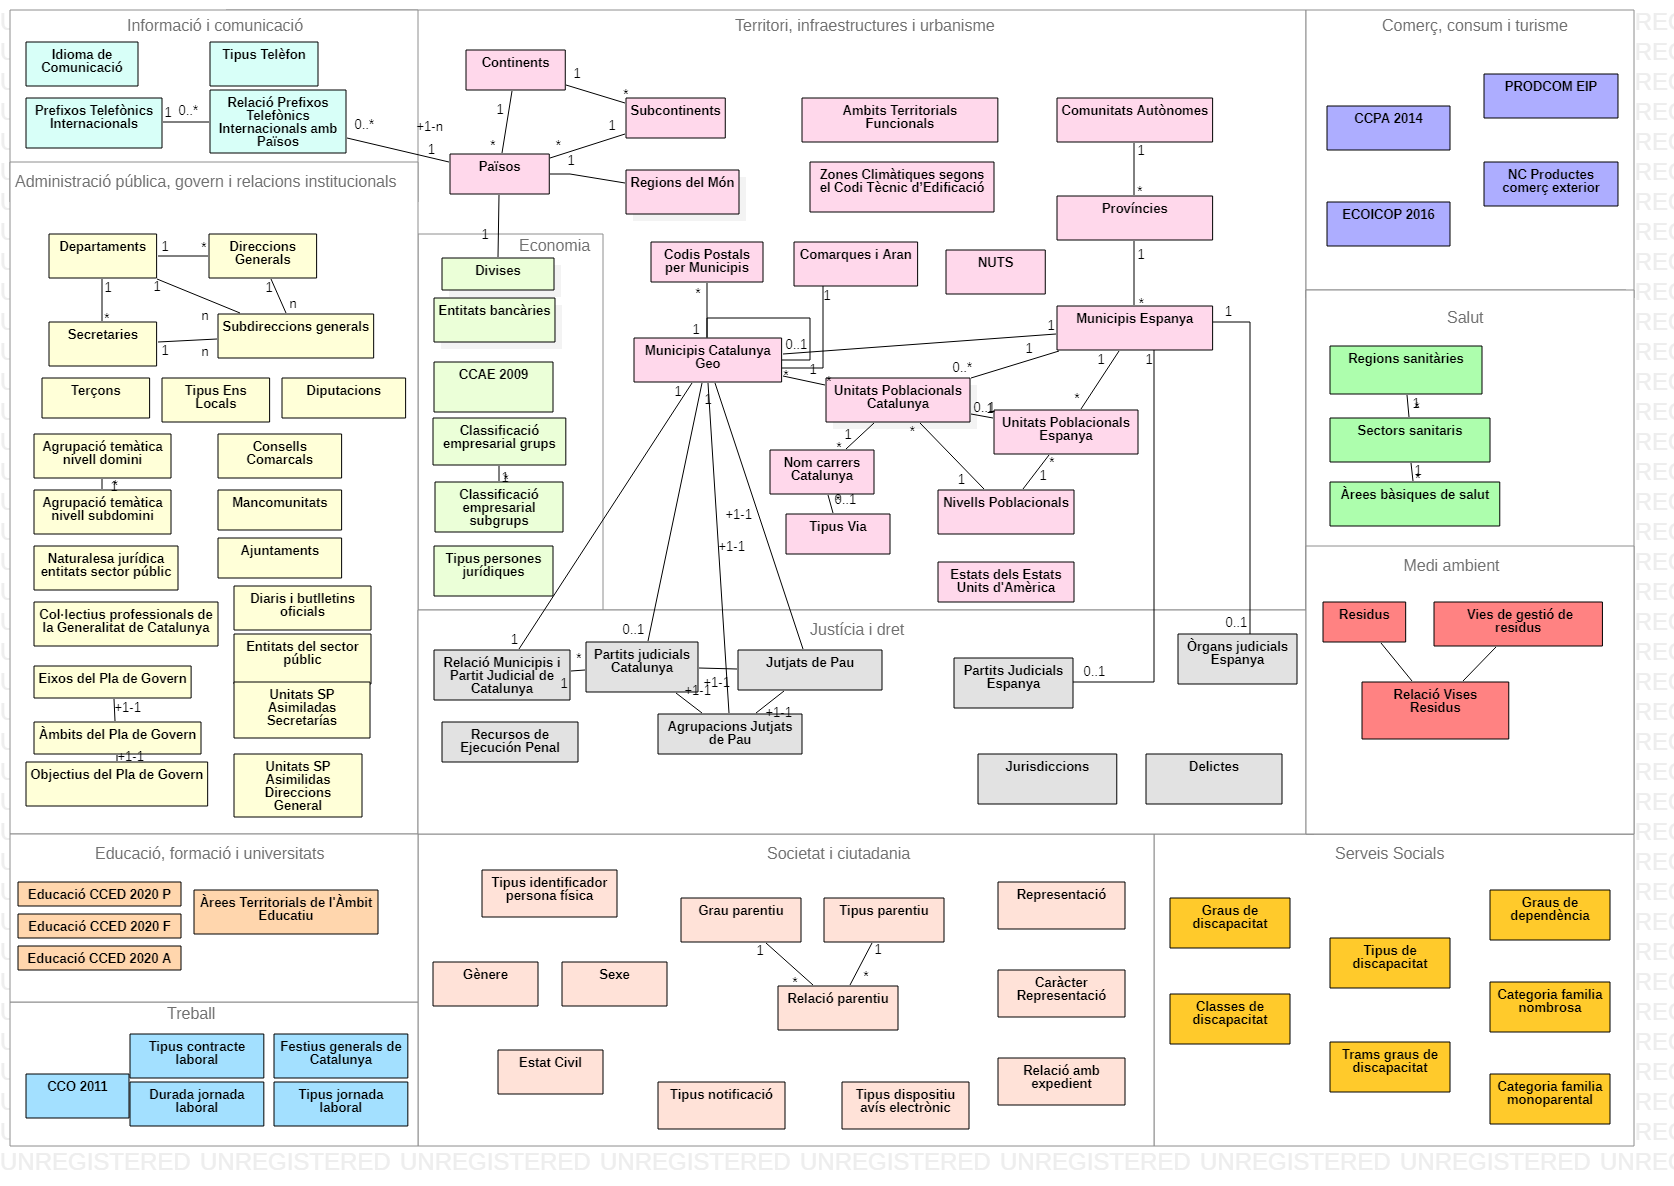 Informació i comunicació
Idioma de
Comunicació
Tipus Telèfon
Prefixos Telefònics
Internacionals
1
0..*
Relació Prefixos
Telefònics
Internacionals amb
Països
0..*
+1-n
1
Administració pública, govern i relacions institucionals
Departaments
1
*
Direccions
Generals
1
1
1
n
*
n
Secretaries
Subdireccions generals
1
n
Terçons
Tipus Ens
Locals
Diputacions
Agrupació temàtica
nivell domini
1
*
Agrupació temàtica
nivell subdomini
Consells
Comarcals
Mancomunitats
Ajuntaments
Naturalesa jurídica
entitats sector públic
Diaris i butlletins
oficials
Col·lectius professionals de
la Generalitat de Catalunya
Entitats del sector
públic
Eixos del Pla de Govern
+1-1
Unitats SP
Asimiladas
Secretarías
Àmbits del Pla de Govern
+1-1
Objectius del Pla de Govern
Unitats SP
Asimilidas
Direccions
General
Territori, infraestructures i urbanisme
Continents
1
*
1
Subcontinents
1
*
*
Països
1
Regions del Món
1
Ambits Territorials
Funcionals
Zones Climàtiques segons
el Codi Tècnic d'Edificació
Comunitats Autònomes
1
*
Províncies
1
*
Codis Postals
per Municipis
*
1
Comarques i Aran
1
NUTS
Municipis Espanya
1
1
1
1
1
Municipis Catalunya
Geo
0..1
*
1
*
0..*
Unitats Poblacionals
Catalunya
0..1
1
*
Unitats Poblacionals
Espanya
1
*
*
*
Nom carrers
Catalunya
*
0..1
Tipus Via
1
1
Nivells Poblacionals
Estats dels Estats
Units d'Amèrica
1
1
+1-1
+1-1
Economia
Divises
Entitats bancàries
CCAE 2009
Classificació
empresarial grups
1
*
Classificació
empresarial
subgrups
Tipus persones
jurídiques
Justícia i dret
1
0..1
Relació Municipis i
Partit Judicial de
Catalunya
*
1
Partits judicials
Catalunya
+1-1
+1-1
Jutjats de Pau
+1-1
Agrupacions Jutjats
de Pau
Recursos de
Ejecución Penal
Partits Judicials
Espanya
0..1
0..1
Òrgans judicials
Espanya
Jurisdiccions
Delictes
Comerç, consum i turisme
PRODCOM EIP
CCPA 2014
NC Productes
comerç exterior
ECOICOP 2016
Salut
Regions sanitàries
1
*
Sectors sanitaris
1
*
Àrees bàsiques de salut
Medi ambient
Residus
Vies de gestió de
residus
Relació Vises
Residus
Educació, formació i universitats
Educació CCED 2020 P
Educació CCED 2020 F
Educació CCED 2020 A
Àrees Territorials de l'Àmbit
Educatiu
Treball
CCO 2011
Tipus contracte
laboral
Festius generals de
Catalunya
Durada jornada
laboral
Tipus jornada
laboral
Societat i ciutadania
Tipus identificador
persona física
Grau parentiu
Tipus parentiu
1
1
*
*
Relació parentiu
Representació
Gènere
Sexe
Caràcter
Representació
Estat Civil
Tipus notificació
Tipus dispositiu
avís electrònic
Relació amb
expedient
Serveis Socials
Graus de
discapacitat
Graus de
dependència
Tipus de
discapacitat
Classes de
discapacitat
Categoria familia
nombrosa
Trams graus de
discapacitat
Categoria familia
monoparental
UNREGISTERED UNREGISTERED UNREGISTERED UNREGISTERED UNREGISTERED UNREGISTERED UNREGISTERED UNREGISTERED UNRE